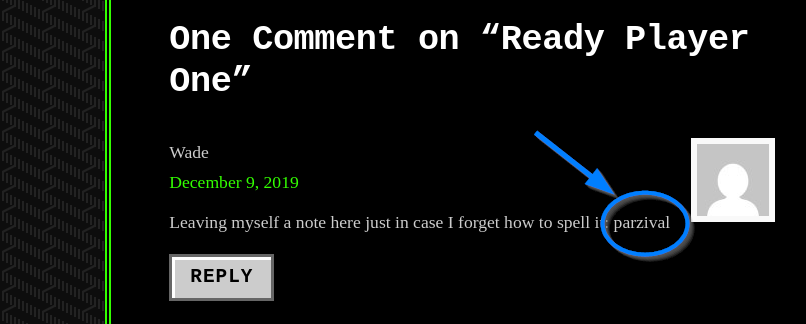 One Comment on “Ready Player
One”
Wade
December 9, 2019
Leaving myself a note here just in case I forget how to spell it: parzival
REPLY